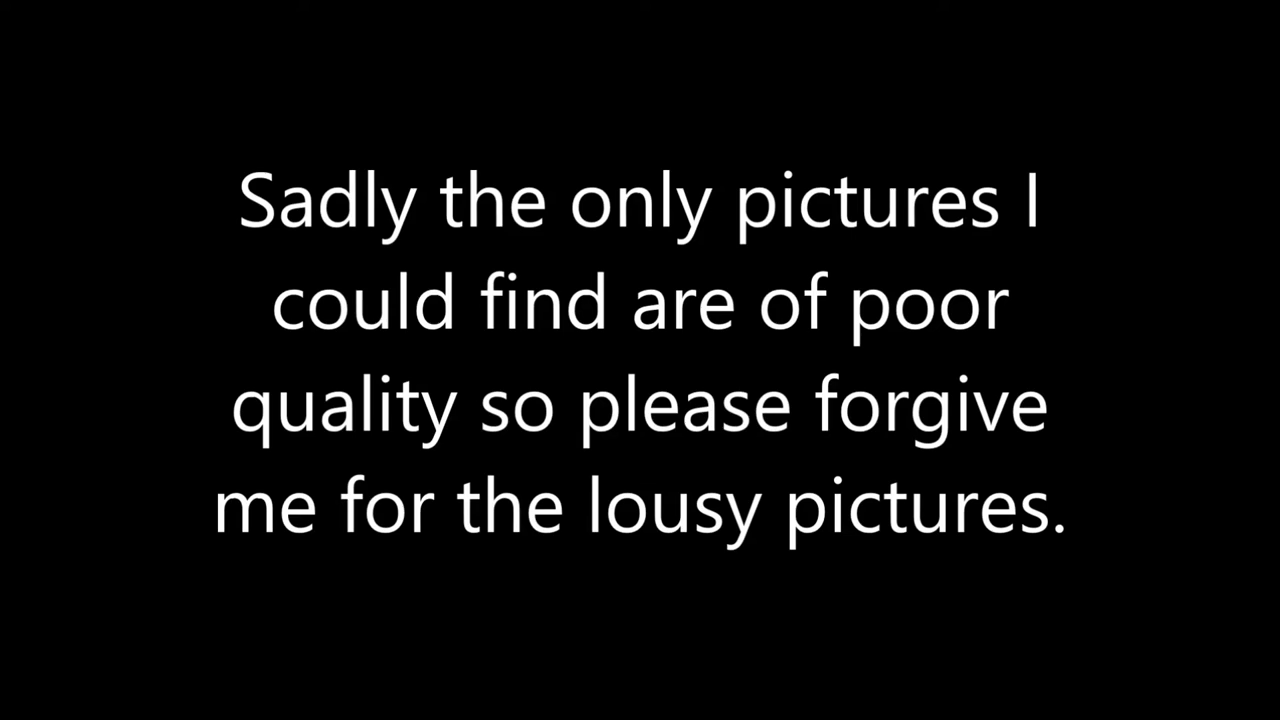 Sadly the only pictures I
could find are of poor
quality so please forgive
me for the lousy pictures.